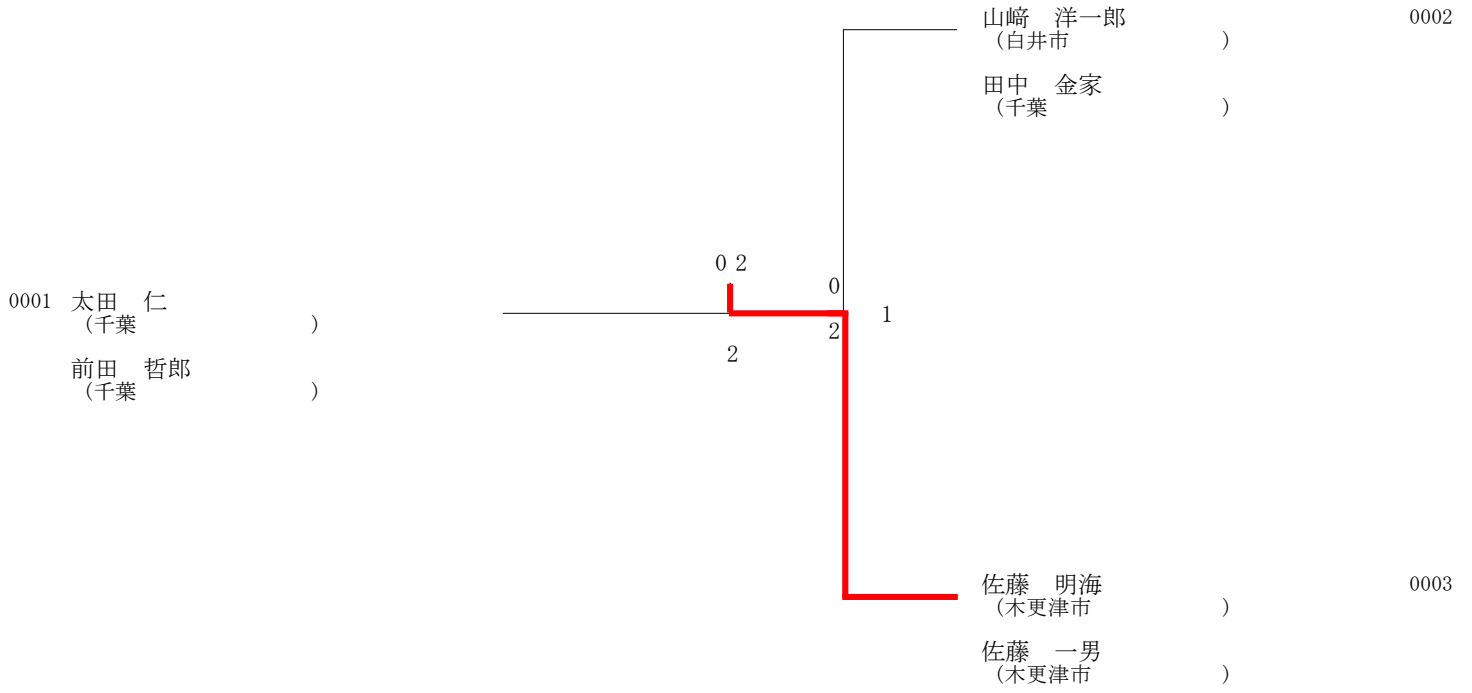 0001 太田　仁
（千葉　　　　　　　　）
前田　哲郎
（千葉　　　　　　　　）
0 2
2
0
2
1
山﨑　洋一郎 0002
（白井市　　　　　　　）
田中　金家
（千葉　　　　　　　　）
佐藤　明海 0003
（木更津市　　　　　　）
佐藤　一男
（木更津市　　　　　　）